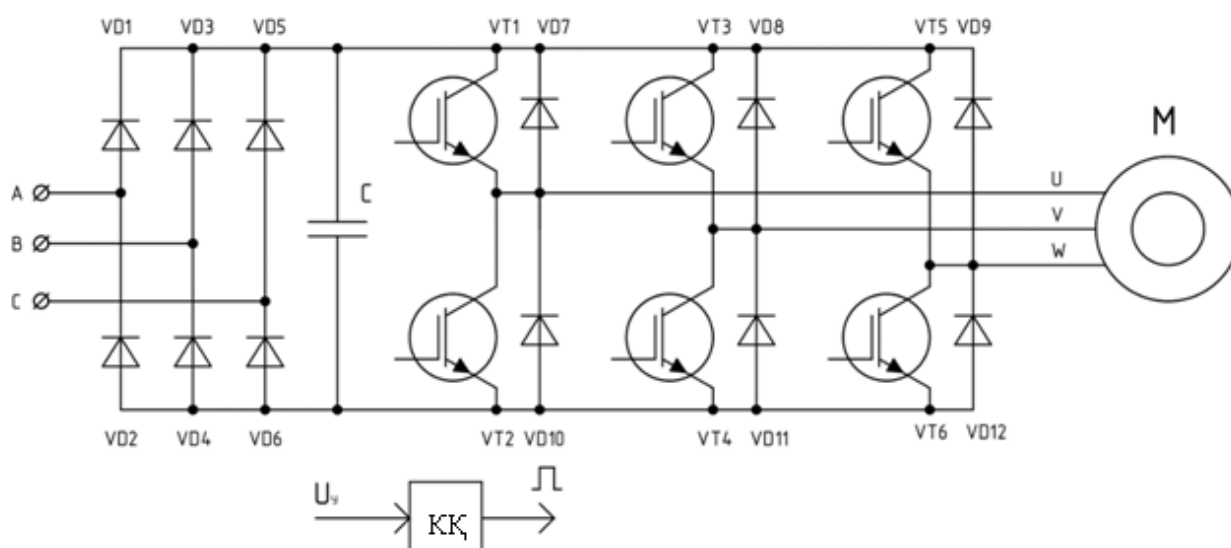 VD1 VD3 VD5 VT1 VD7 VT3 VD8 VT5 VD9
M
A
U
C
V
B
W
C
VD2 VD4 VD6 VT2 VD10 VT4 VD11 VT6 VD12
Uу
КҚ